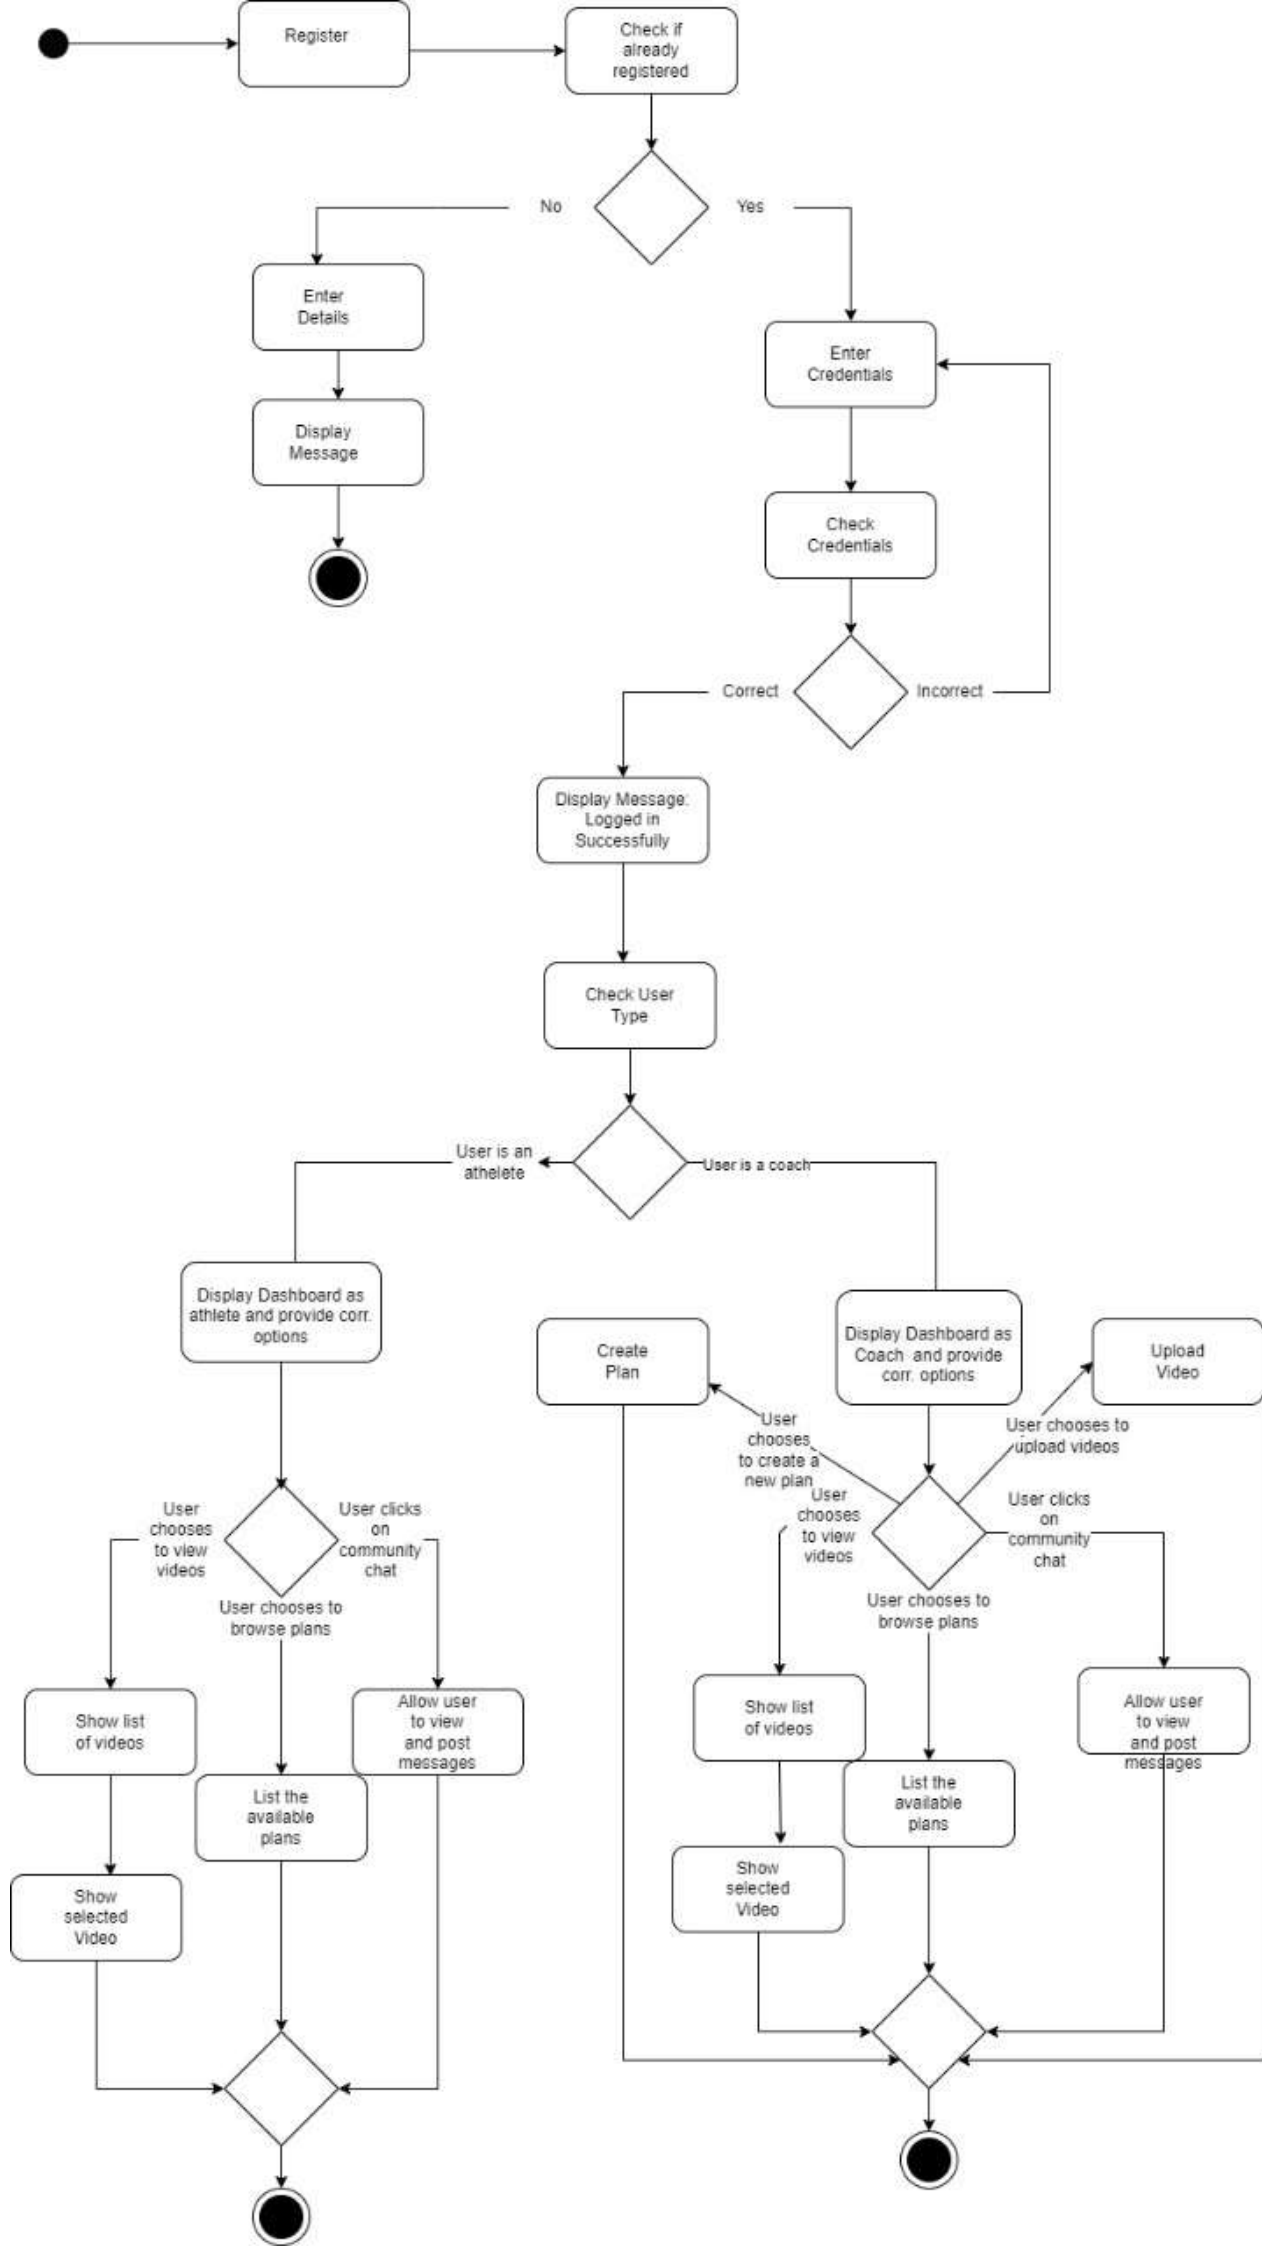 Register
Check if
already
registered
No
Yes
Enter
Details
Enter
Credentials
Display
Message
Check
Credentials
Correct
Incorrect
Display Message:
Logged in
Successfully
Check User
Type
User is an
athelete
User is a coach
Display Dashboard as
athlete and provide corr.
options
Create
Plan
Display Dashboard as
Coach and provide
corr. options
Upload
Video
User
chooses
to create a
new plan
User chooses to
upload videos
User
chooses
to view
videos
User clicks
on
community
chat
User chooses to
browse plans
User
chooses
to view
videos
User clicks
on
community
chat
User chooses to
browse plans
Show list
of videos
Allow user
to view
and post
messages
List the
available
plans
Show
selected
Video
Show list
of videos
Allow user
to view
and post
messages
List the
available
plans
Show
selected
Video